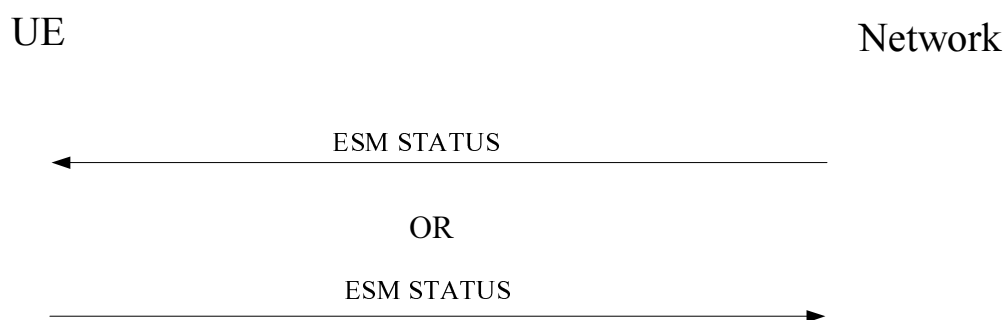 UE
Network
ESM STATUS
OR
ESM STATUS